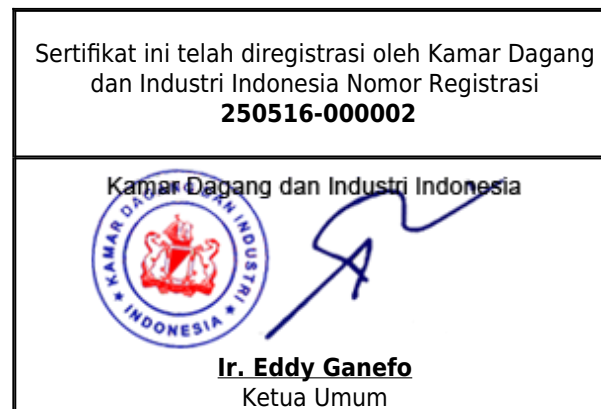 Sertifikat ini telah diregistrasi oleh Kamar Dagang
dan Industri Indonesia Nomor Registrasi
250516-000002
Kamar Dagang dan Industri Indonesia
KAMAR DAGANG DAN INDUSTRI
INDONESIA
Ir. Eddy Ganefo
Ketua Umum